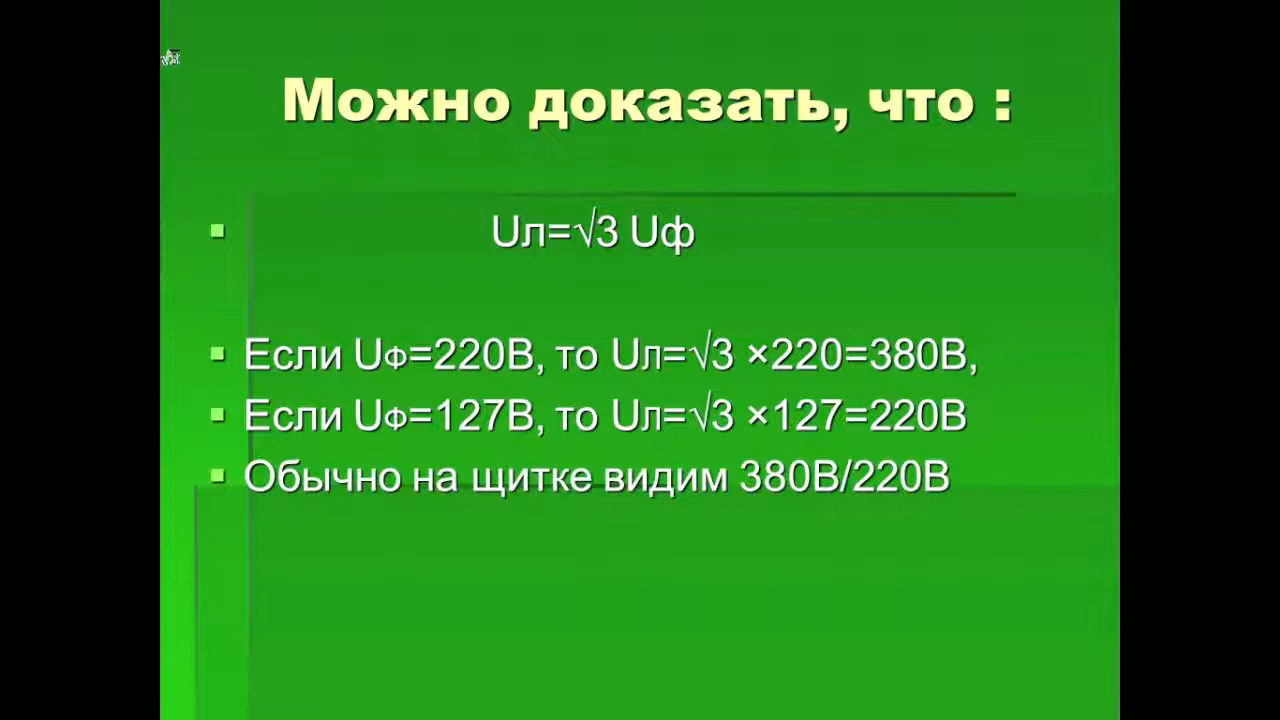 Можно доказать, что :
Uл=√3 Uф
Если Uф=220В, то Uл=√3 ×220=380В,
Если Uф=127В, то Uл=√3 ×127=220В
Обычно на щитке видим 380В/220В